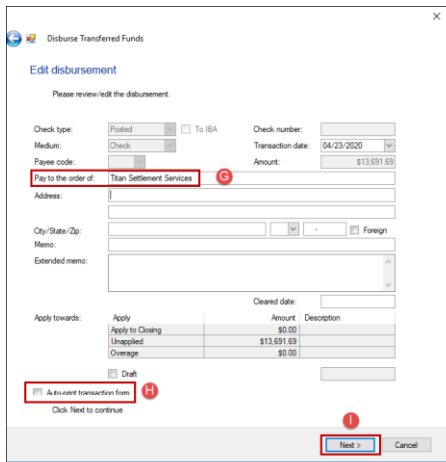 Disburse Transferred Funds
Edit disbursement
Please review/edit the disbursement.
Check type: Posted To IBA Check number:
Medium: Check Transaction date: 04/23/2020
Payee code: Amount: $13,691.69
Pay to the order of: Titan Settlement Services G
Address:
City/State/Zip: - Foreign
Memo:
Extended memo:
Cleared date:
Apply towards: Apply Amount Description
Apply to Closing $0.00
Unapplied $13,691.69
Overage $0.00
Draft
Auto-print transaction form H
Click Next to continue
I
Next > Cancel